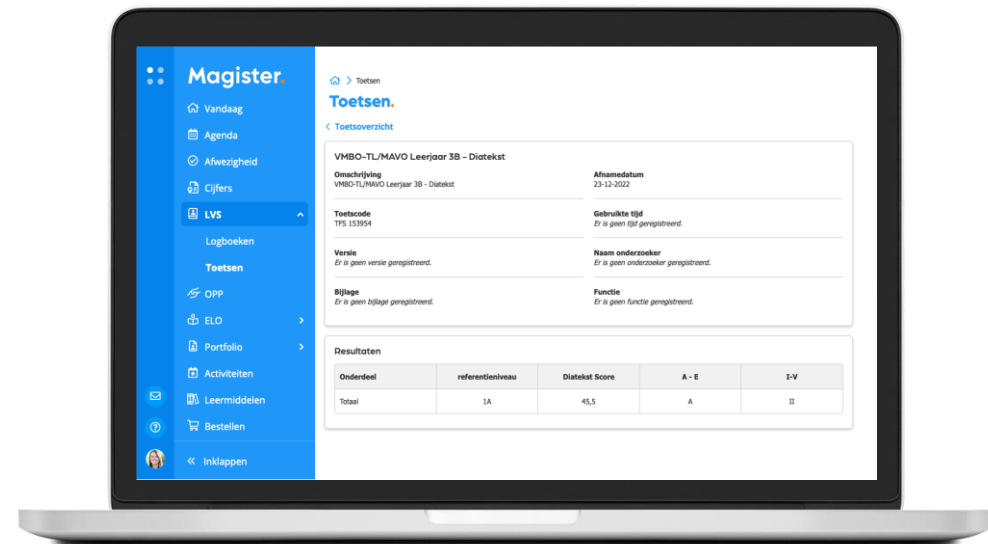 Magister.
Vandaag
Agenda
Afwezigheid
Cijfers
LVS
Logboeken
Toetsen
OPP
ELO
Portfolio
Activiteiten
Leermiddelen
Bestellen
Inklappen
Toetsen
Toetsen.
Toetsoverzicht
VMBO-TL/MAVO Leerjaar 3B - Diatekst
Omschrijving
VMBO-TL/MAVO Leerjaar 3B - Diatekst
Afnamedatum
23-12-2022
Toetscode
TFS 153954
Gebruikte tijd
Er is geen tijd geregistreerd.
Versie
Er is geen versie geregistreerd.
Naam onderzoeker
Er is geen onderzoeker geregistreerd.
Bijlage
Er is geen bijlage geregistreerd.
Functie
Er is geen functie geregistreerd.
Resultaten
Onderdeel referentieniveau Diatekst Score A - E I-V
Totaal 1A 45,5 A II